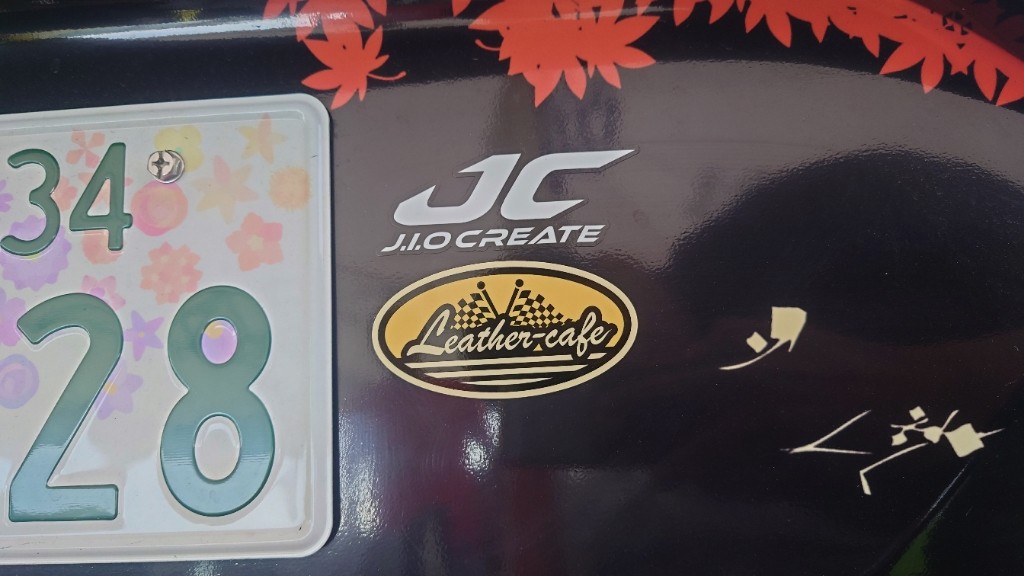 34
28
JC
J.I.O CREATE
Leather-cafe